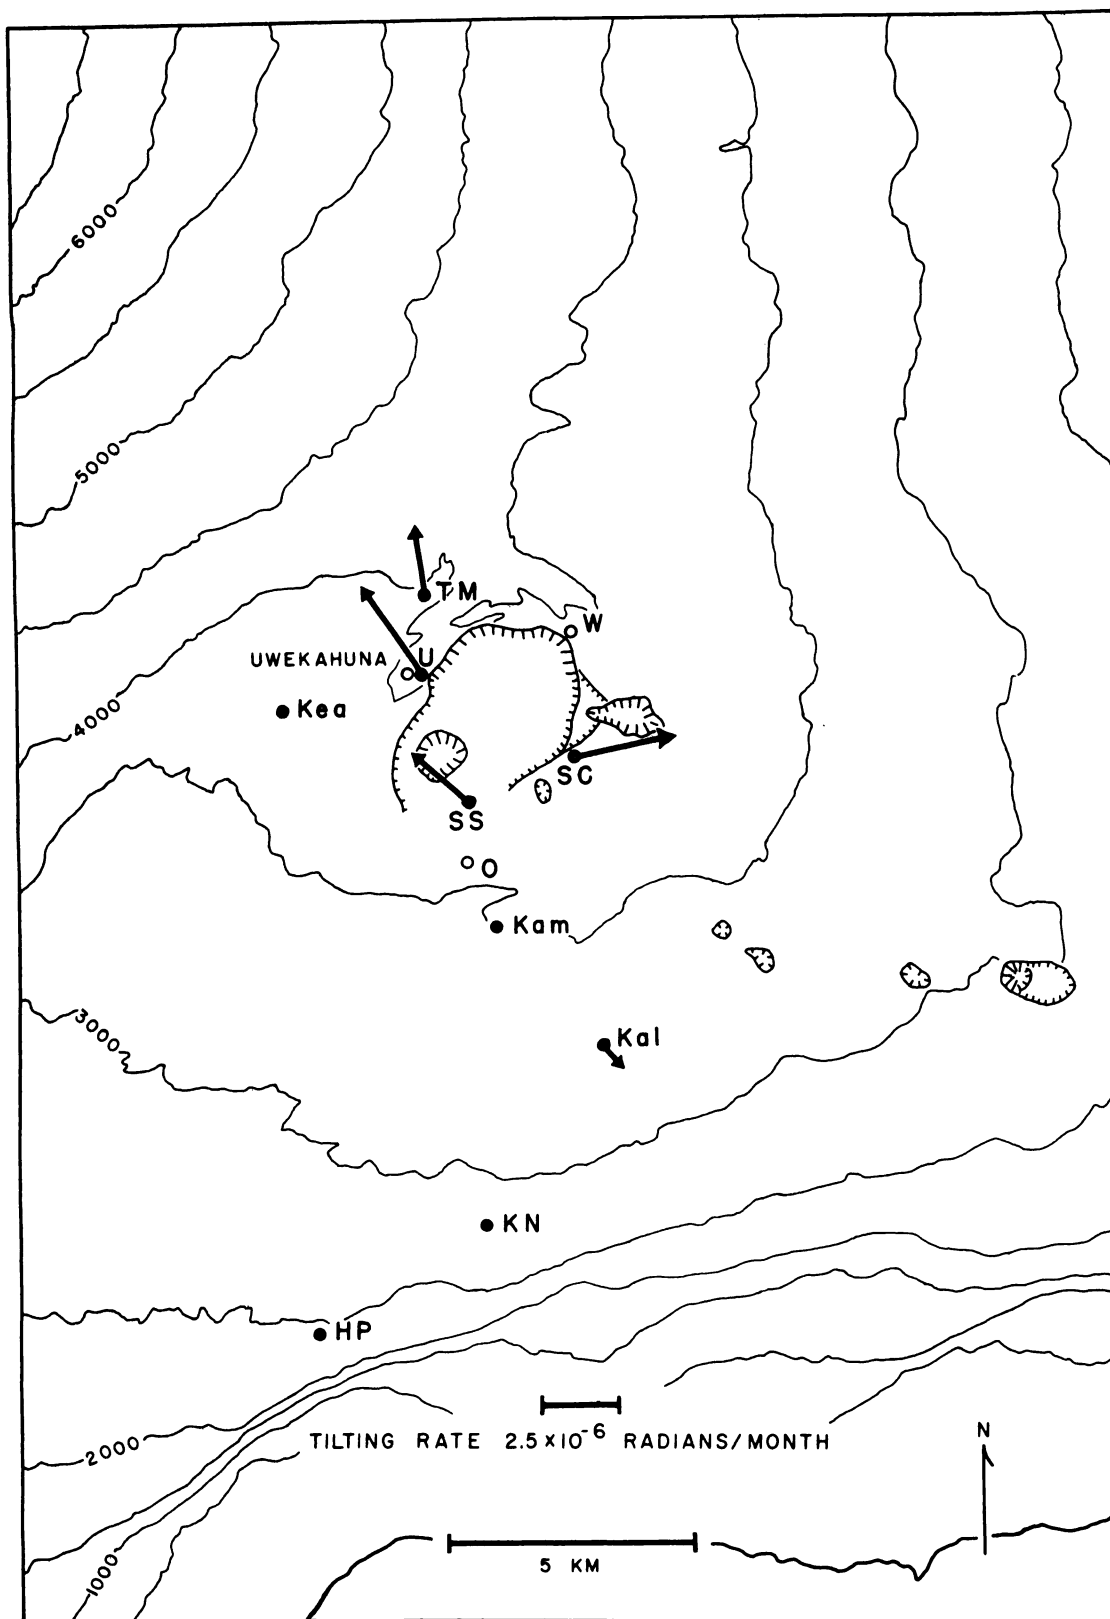 6000
5000
TM
W
UWEKAHUNA
U
Kea
4000
SC
SS
O
Kam
3000
Kal
KN
HP
2000
TILTING RATE 2.5×10⁻⁶ RADIANS/MONTH
N
1000
5 KM